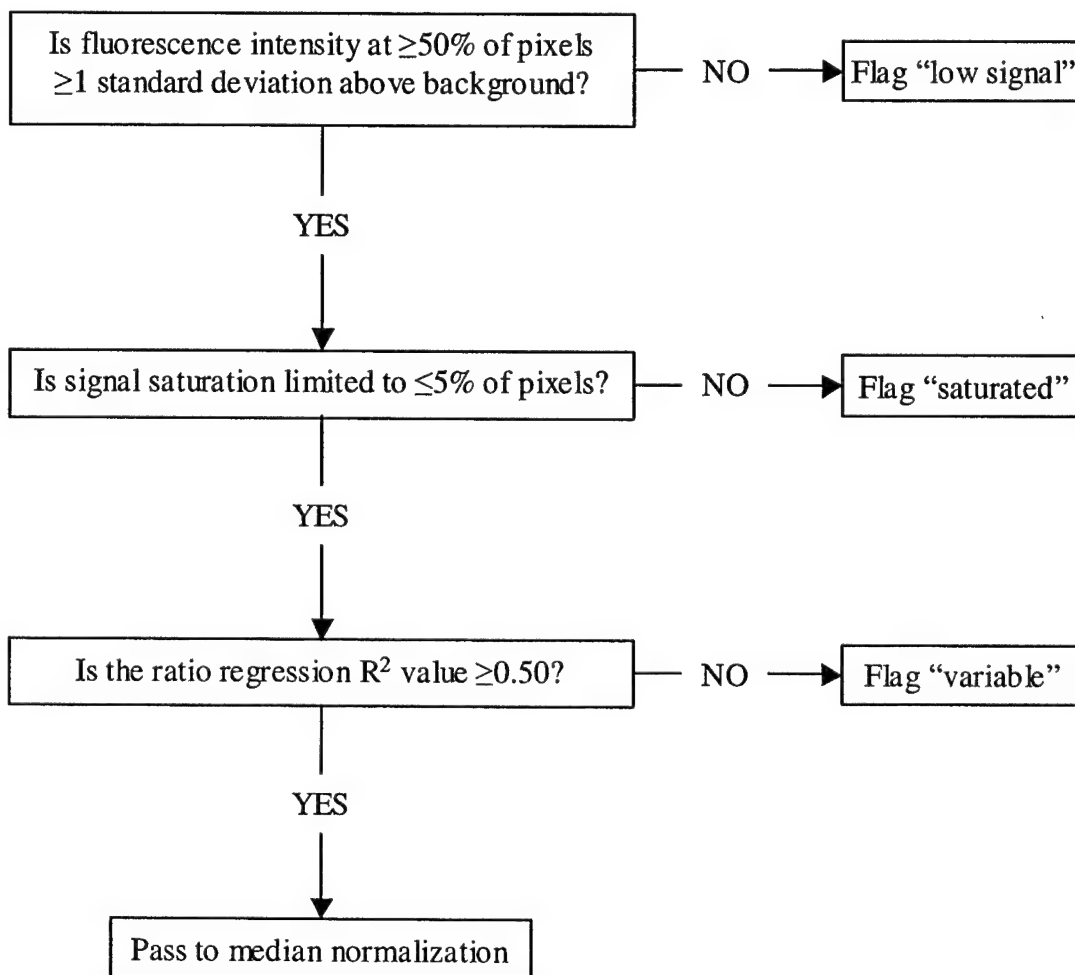 Is fluorescence intensity at ≥50% of pixels
≥1 standard deviation above background?
NO
Flag “low signal”
YES
Is signal saturation limited to ≤5% of pixels?
NO
Flag “saturated”
YES
Is the ratio regression R² value ≥0.50?
NO
Flag “variable”
YES
Pass to median normalization